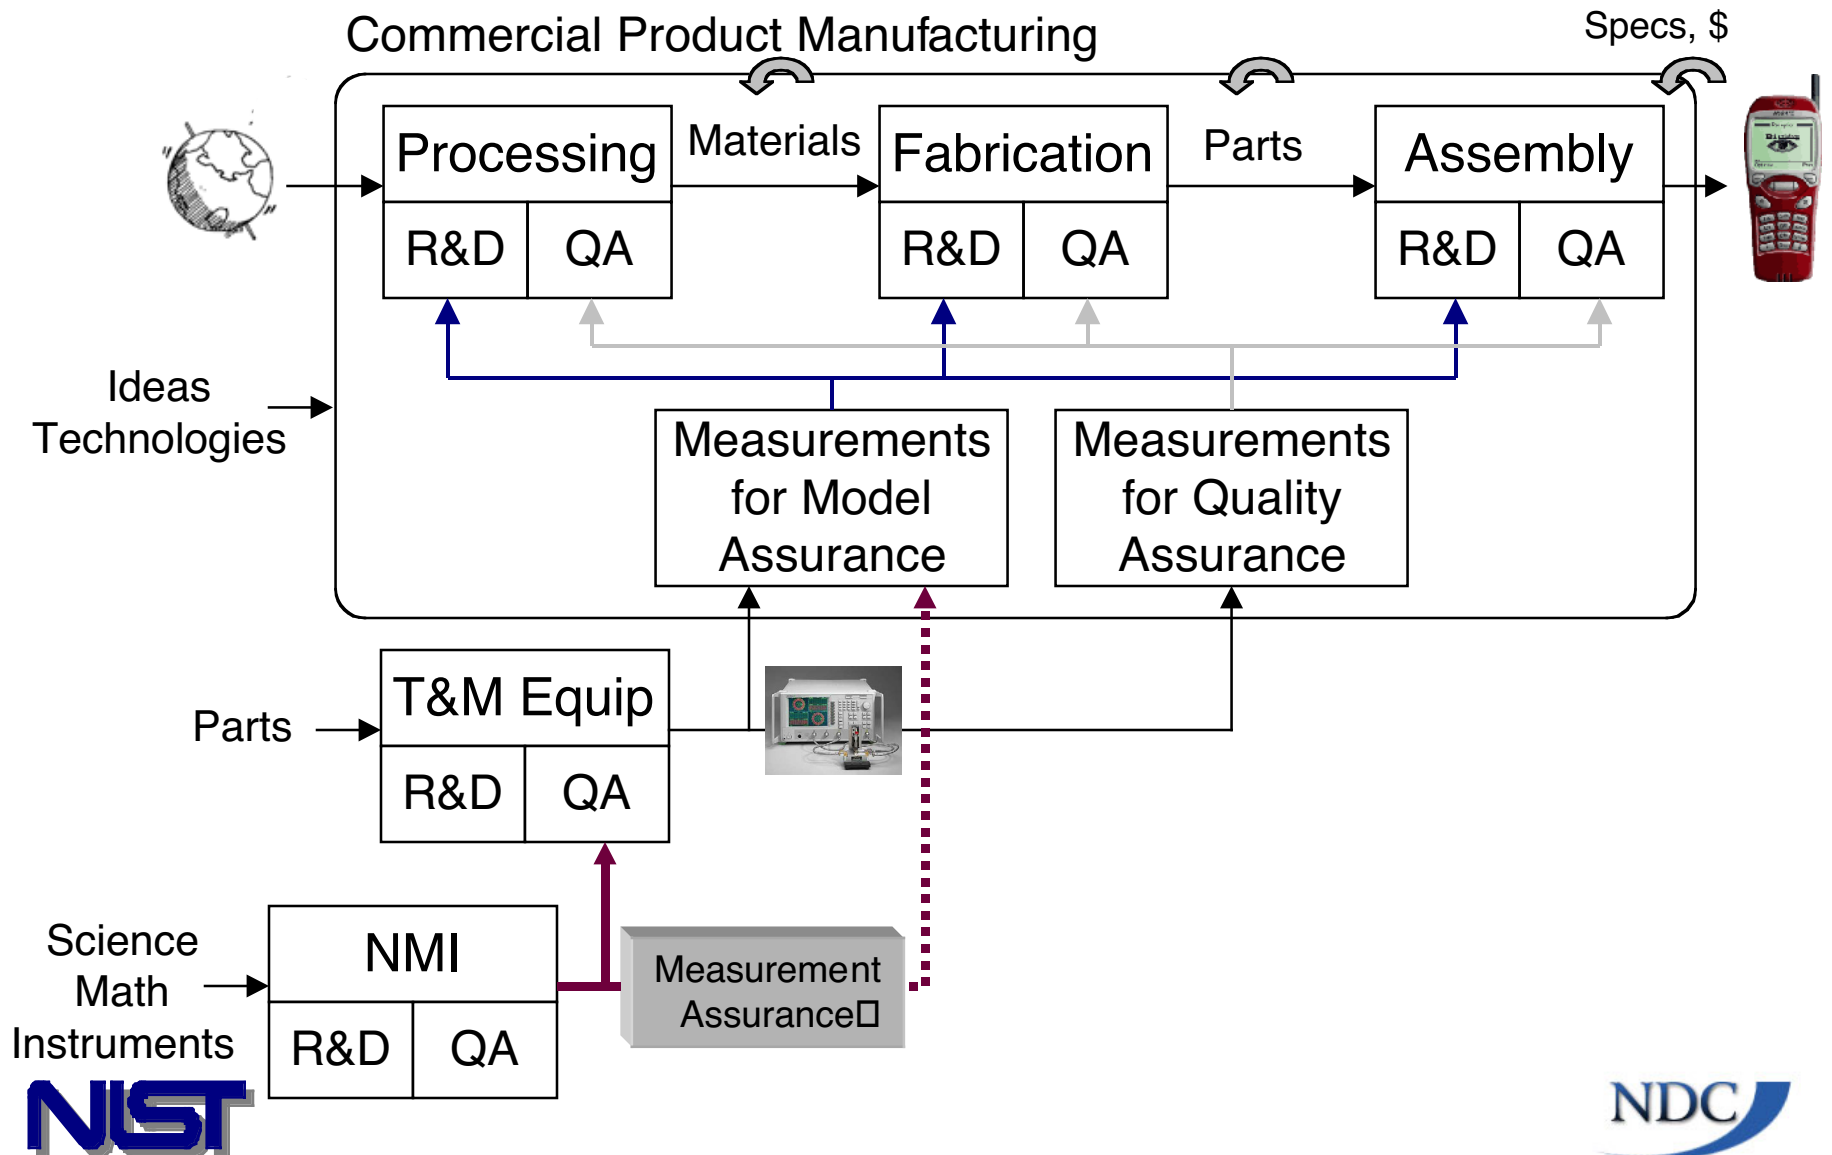 Commercial Product Manufacturing
Specs, $
Processing
Materials
Fabrication
Parts
Assembly
R&D
QA
R&D
QA
R&D
QA
Ideas
Technologies
Measurements
for Model
Assurance
Measurements
for Quality
Assurance
T&M Equip
Parts
R&D
QA
Science
Math
Instruments
NMI
R&D
QA
Measurement
Assurance
NIST
NDC